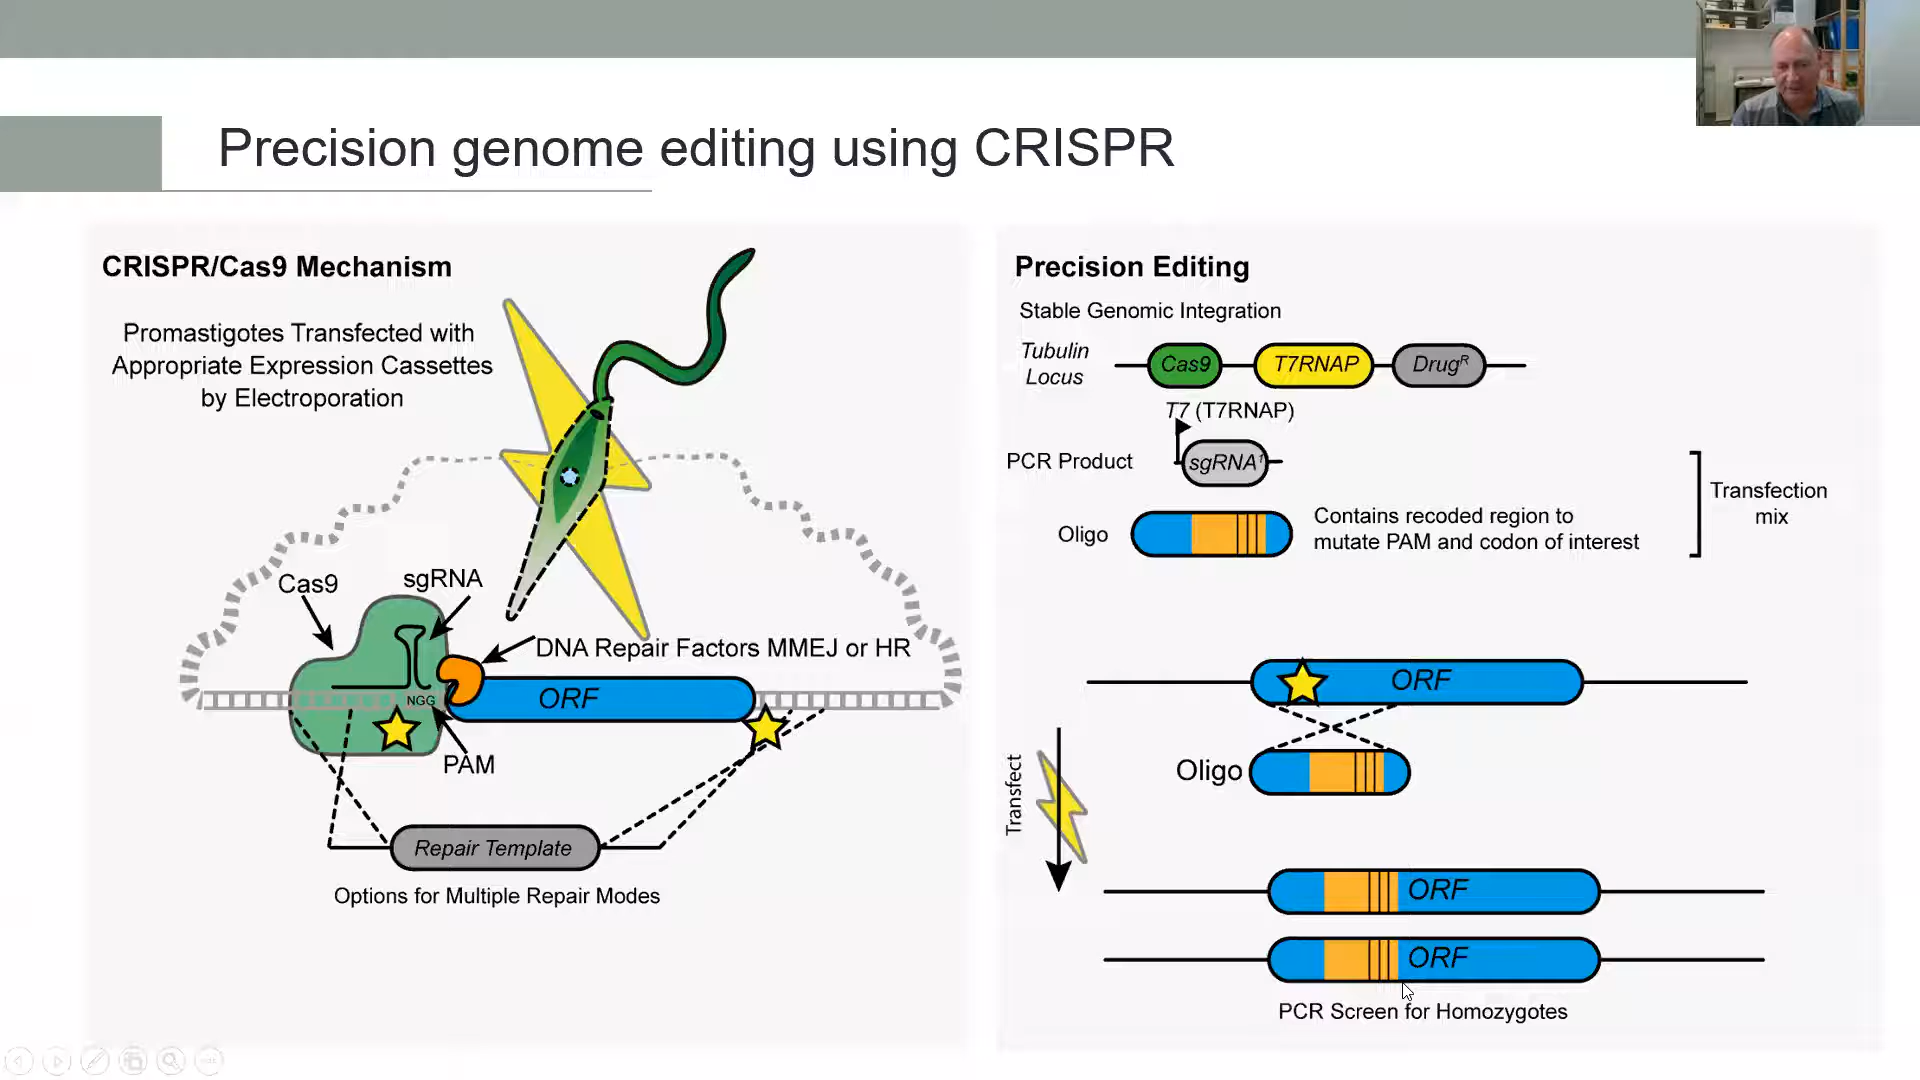 Precision genome editing using CRISPR
CRISPR/Cas9 Mechanism
Promastigotes Transfected with
Appropriate Expression Cassettes
by Electroporation
Cas9
sgRNA
DNA Repair Factors MMEJ or HR
NGG
ORF
PAM
Repair Template
Options for Multiple Repair Modes
Precision Editing
Stable Genomic Integration
Tubulin
Locus
Cas9
T7RNAP
Drugᴿ
T7 (T7RNAP)
PCR Product
sgRNA¹
Oligo
Contains recoded region to
mutate PAM and codon of interest
Transfection
mix
ORF
Oligo
Transfect
ORF
ORF
PCR Screen for Homozygotes